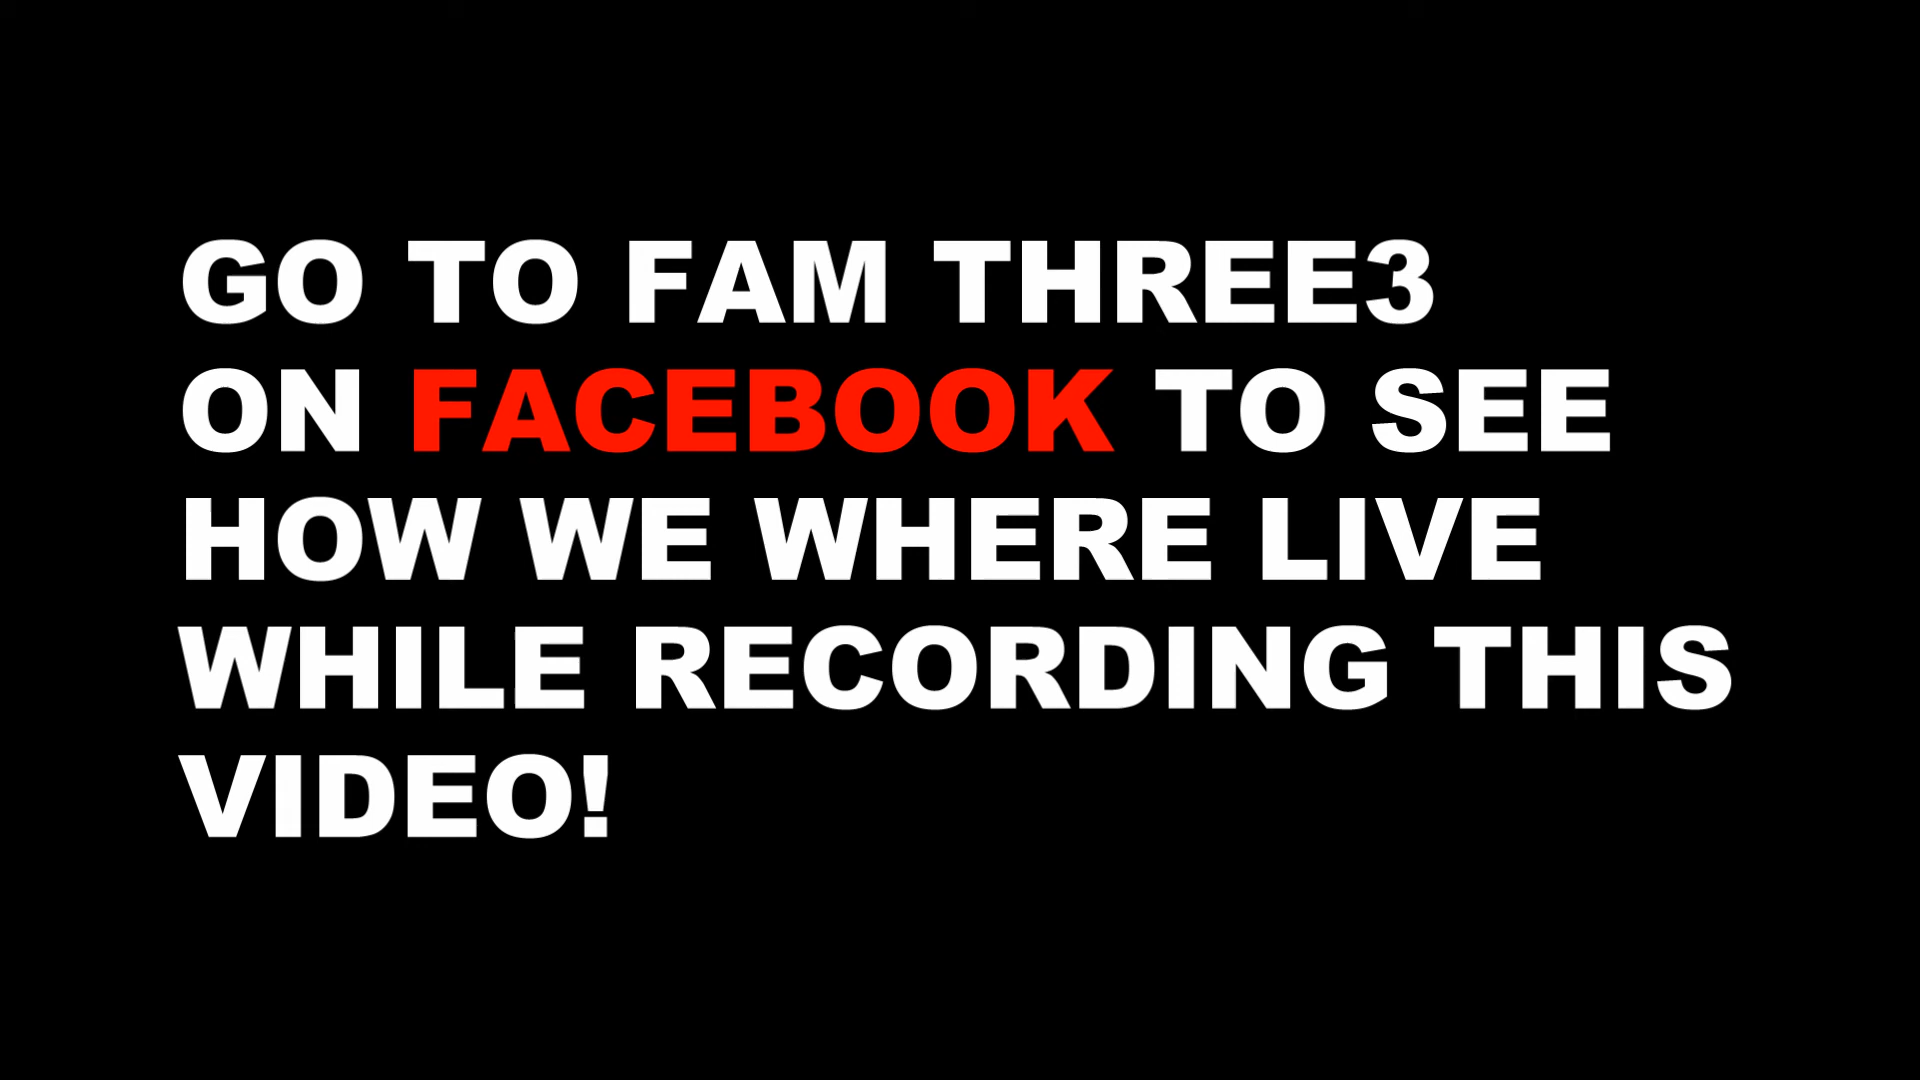 GO TO FAM THREE3
ON FACEBOOK TO SEE
HOW WE WHERE LIVE
WHILE RECORDING THIS
VIDEO!